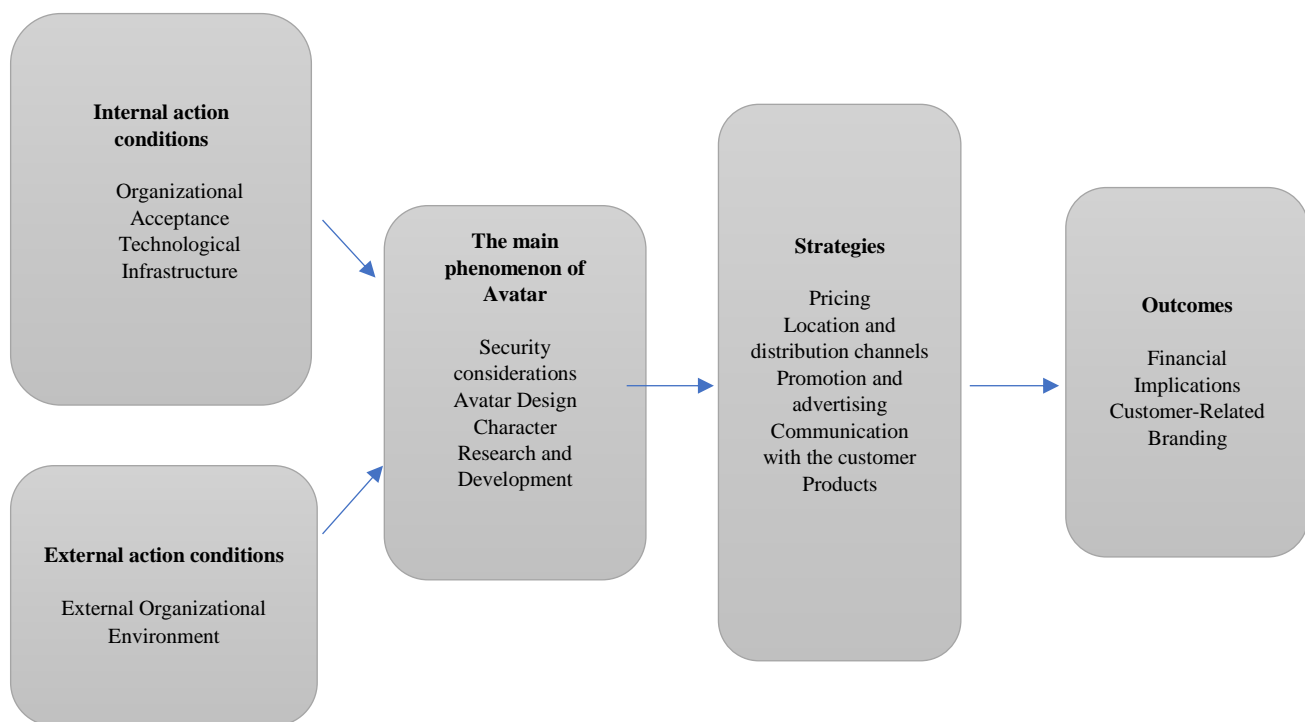 Internal action
conditions
Organizational
Acceptance
Technological
Infrastructure
External action conditions
External Organizational
Environment
The main
phenomenon of
Avatar
Security
considerations
Avatar Design
Character
Research and
Development
Strategies
Pricing
Location and
distribution channels
Promotion and
advertising
Communication
with the customer
Products
Outcomes
Financial
Implications
Customer-Related
Branding